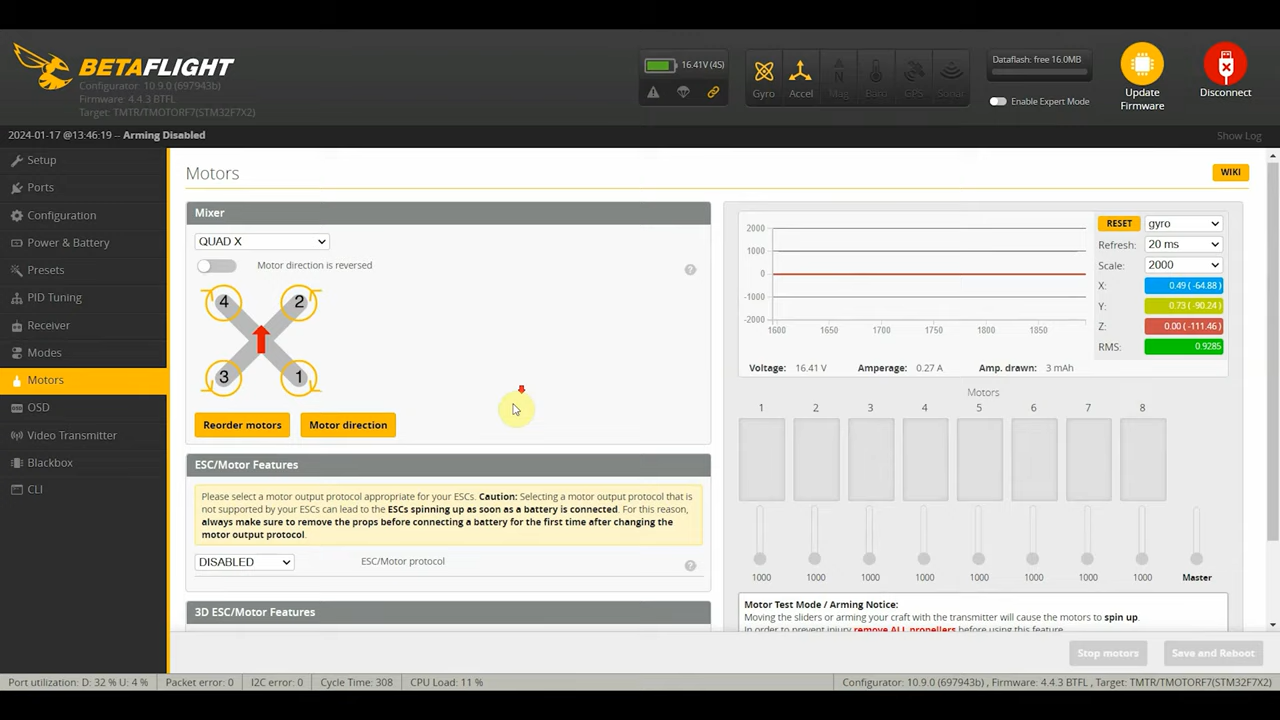 BETAFLIGHT
Configurator: 10.9.0 (697943b)
Firmware: 4.4.3 BTFL
Target: TMTR/TMOTORF7(STM32F7X2)
16.41V (4S)
Gyro
Accel
Mag
Baro
GPS
Sonar
Dataflash: free 16.0MB
Enable Expert Mode
Update
Firmware
Disconnect
2024-01-17 @13:46:19 -- Arming Disabled
Show Log
Setup
Ports
Configuration
Power & Battery
Presets
PID Tuning
Receiver
Modes
Motors
OSD
Video Transmitter
Blackbox
CLI
Motors
WIKI
Mixer
QUAD X
Motor direction is reversed
?
4
2
3
1
Reorder motors
Motor direction
ESC/Motor Features
Please select a motor output protocol appropriate for your ESCs. Caution: Selecting a motor output protocol that is
not supported by your ESCs can lead to the ESCs spinning up as soon as a battery is connected. For this reason,
always make sure to remove the props before connecting a battery for the first time after changing the
motor output protocol.
DISABLED
ESC/Motor protocol
?
3D ESC/Motor Features
2000
1000
0
-1000
-2000
1600 1650 1700 1750 1800 1850
RESET
gyro
Refresh: 20 ms
Scale: 2000
X: 0.49 (-64.88)
Y: 0.73 (-90.24)
Z: 0.00 (-111.46)
RMS: 0.9285
Voltage: 16.41 V Amperage: 0.27 A Amp. drawn: 3 mAh
Motors
1 2 3 4 5 6 7 8
1000 1000 1000 1000 1000 1000 1000 1000 Master
Motor Test Mode / Arming Notice:
Moving the sliders or arming your craft with the transmitter will cause the motors to spin up.
In order to prevent injury remove ALL propellers before using this feature.
Stop motors
Save and Reboot
Port utilization: D: 32 % U: 4 % Packet error: 0 I2C error: 0 Cycle Time: 308 CPU Load: 11 %
Configurator: 10.9.0 (697943b) , Firmware: 4.4.3 BTFL , Target: TMTR/TMOTORF7(STM32F7X2)